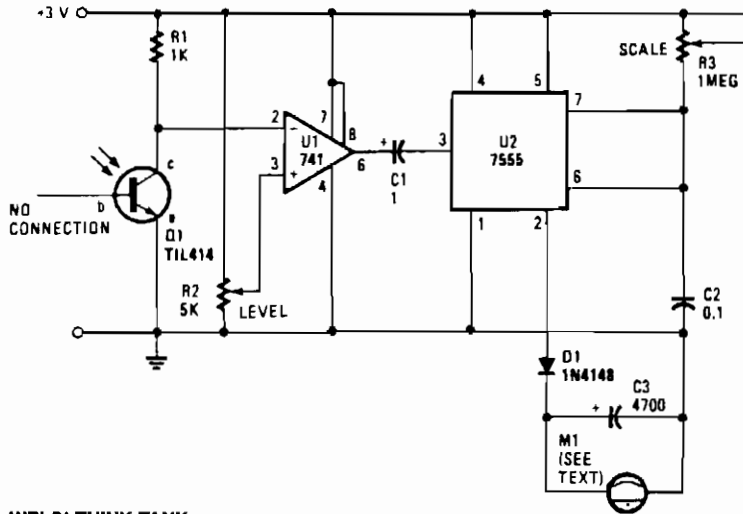 +3 V
R1
1K
SCALE
R3
1MEG
4
5
7
2
7
8
U1
741
3
4
6
+
C1
1
3
U2
7555
6
1
2
c
b
NO
CONNECTION
Q1
TIL414
R2
5K
LEVEL
C2
0.1
D1
1N4148
C3
4700
+
M1
(SEE
TEXT)